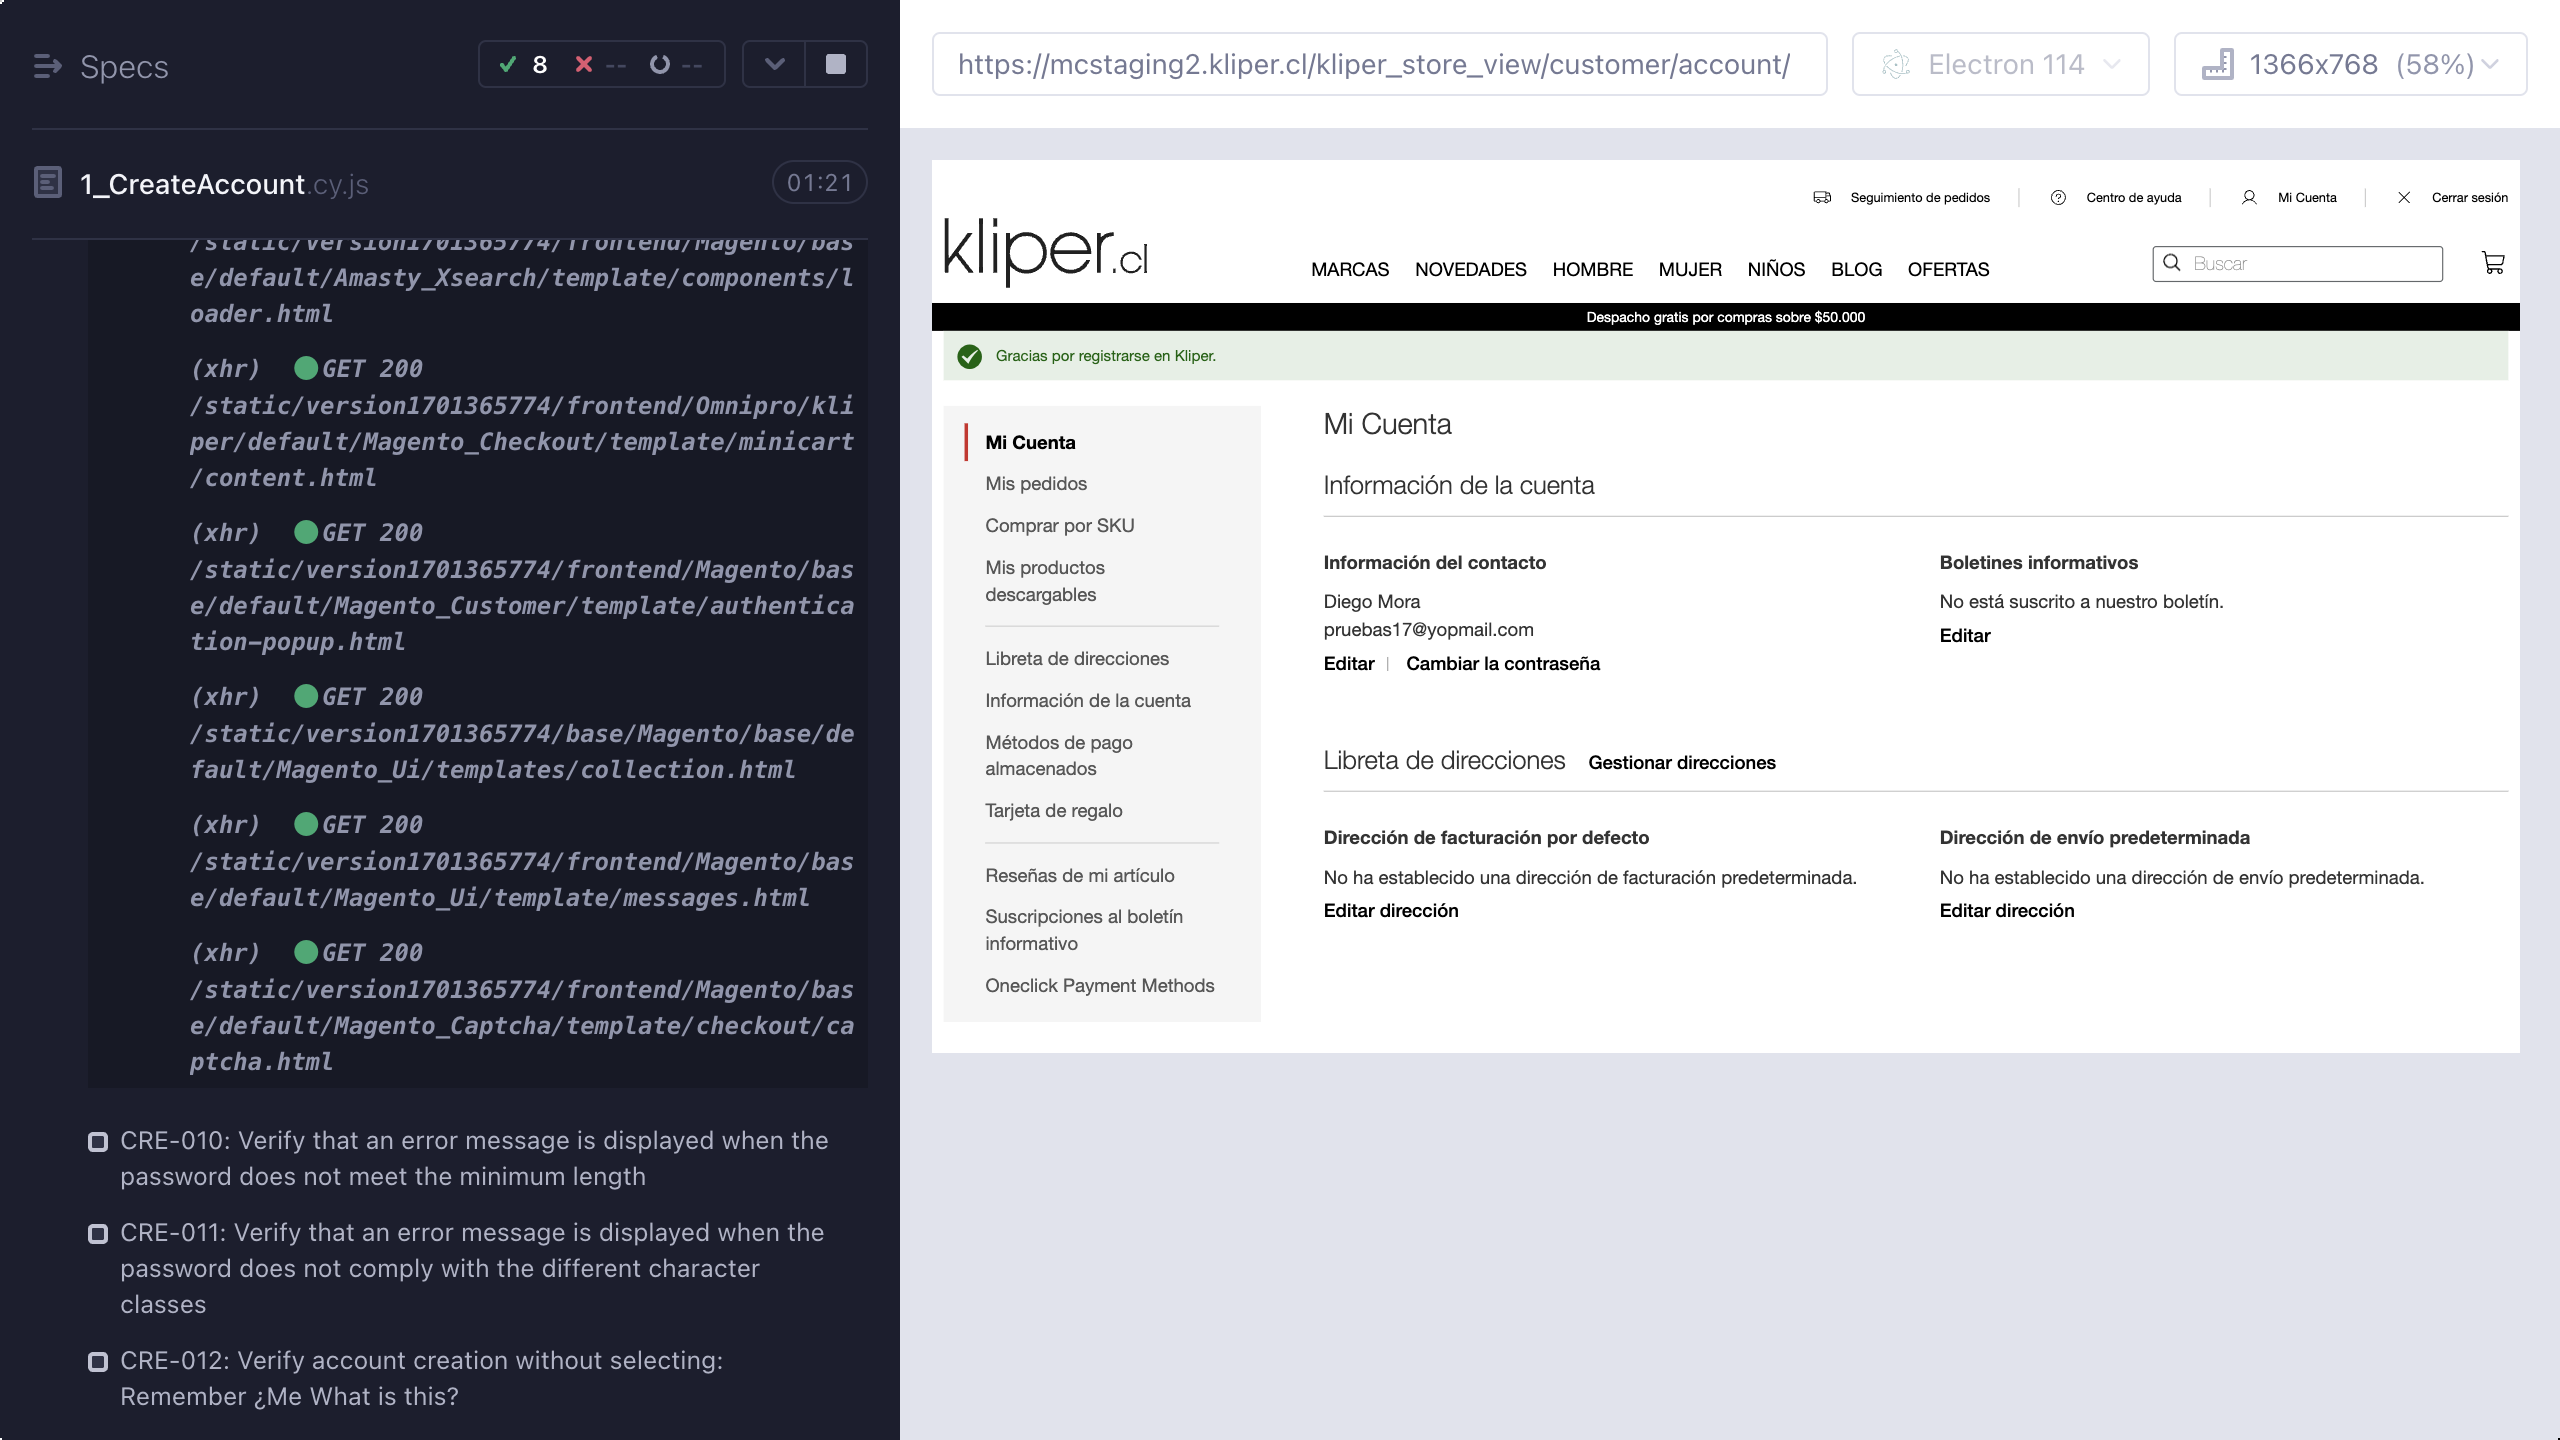 Specs
8
--
--
1_CreateAccount.cy.js
01:21
/static/version1701365774/frontend/Magento/bas
e/default/Amasty_Xsearch/template/components/l
oader.html
(xhr) GET 200
/static/version1701365774/frontend/Omnipro/kli
per/default/Magento_Checkout/template/minicart
/content.html
(xhr) GET 200
/static/version1701365774/frontend/Magento/bas
e/default/Magento_Customer/template/authentica
tion-popup.html
(xhr) GET 200
/static/version1701365774/base/Magento/base/de
fault/Magento_Ui/templates/collection.html
(xhr) GET 200
/static/version1701365774/frontend/Magento/bas
e/default/Magento_Ui/template/messages.html
(xhr) GET 200
/static/version1701365774/frontend/Magento/bas
e/default/Magento_Captcha/template/checkout/ca
ptcha.html
CRE-010: Verify that an error message is displayed when the
password does not meet the minimum length
CRE-011: Verify that an error message is displayed when the
password does not comply with the different character
classes
CRE-012: Verify account creation without selecting:
Remember ¿Me What is this?
https://mcstaging2.kliper.cl/kliper_store_view/customer/account/
Electron 114
1366x768 (58%)
Seguimiento de pedidos
Centro de ayuda
Mi Cuenta
Cerrar sesión
kliper.cl
MARCAS NOVEDADES HOMBRE MUJER NIÑOS BLOG OFERTAS
Buscar
Despacho gratis por compras sobre $50.000
Gracias por registrarse en Kliper.
Mi Cuenta
Mis pedidos
Comprar por SKU
Mis productos
descargables
Libreta de direcciones
Información de la cuenta
Métodos de pago
almacenados
Tarjeta de regalo
Reseñas de mi artículo
Suscripciones al boletín
informativo
Oneclick Payment Methods
Mi Cuenta
Información de la cuenta
Información del contacto
Diego Mora
pruebas17@yopmail.com
Editar | Cambiar la contraseña
Boletines informativos
No está suscrito a nuestro boletín.
Editar
Libreta de direcciones Gestionar direcciones
Dirección de facturación por defecto
No ha establecido una dirección de facturación predeterminada.
Editar dirección
Dirección de envío predeterminada
No ha establecido una dirección de envío predeterminada.
Editar dirección